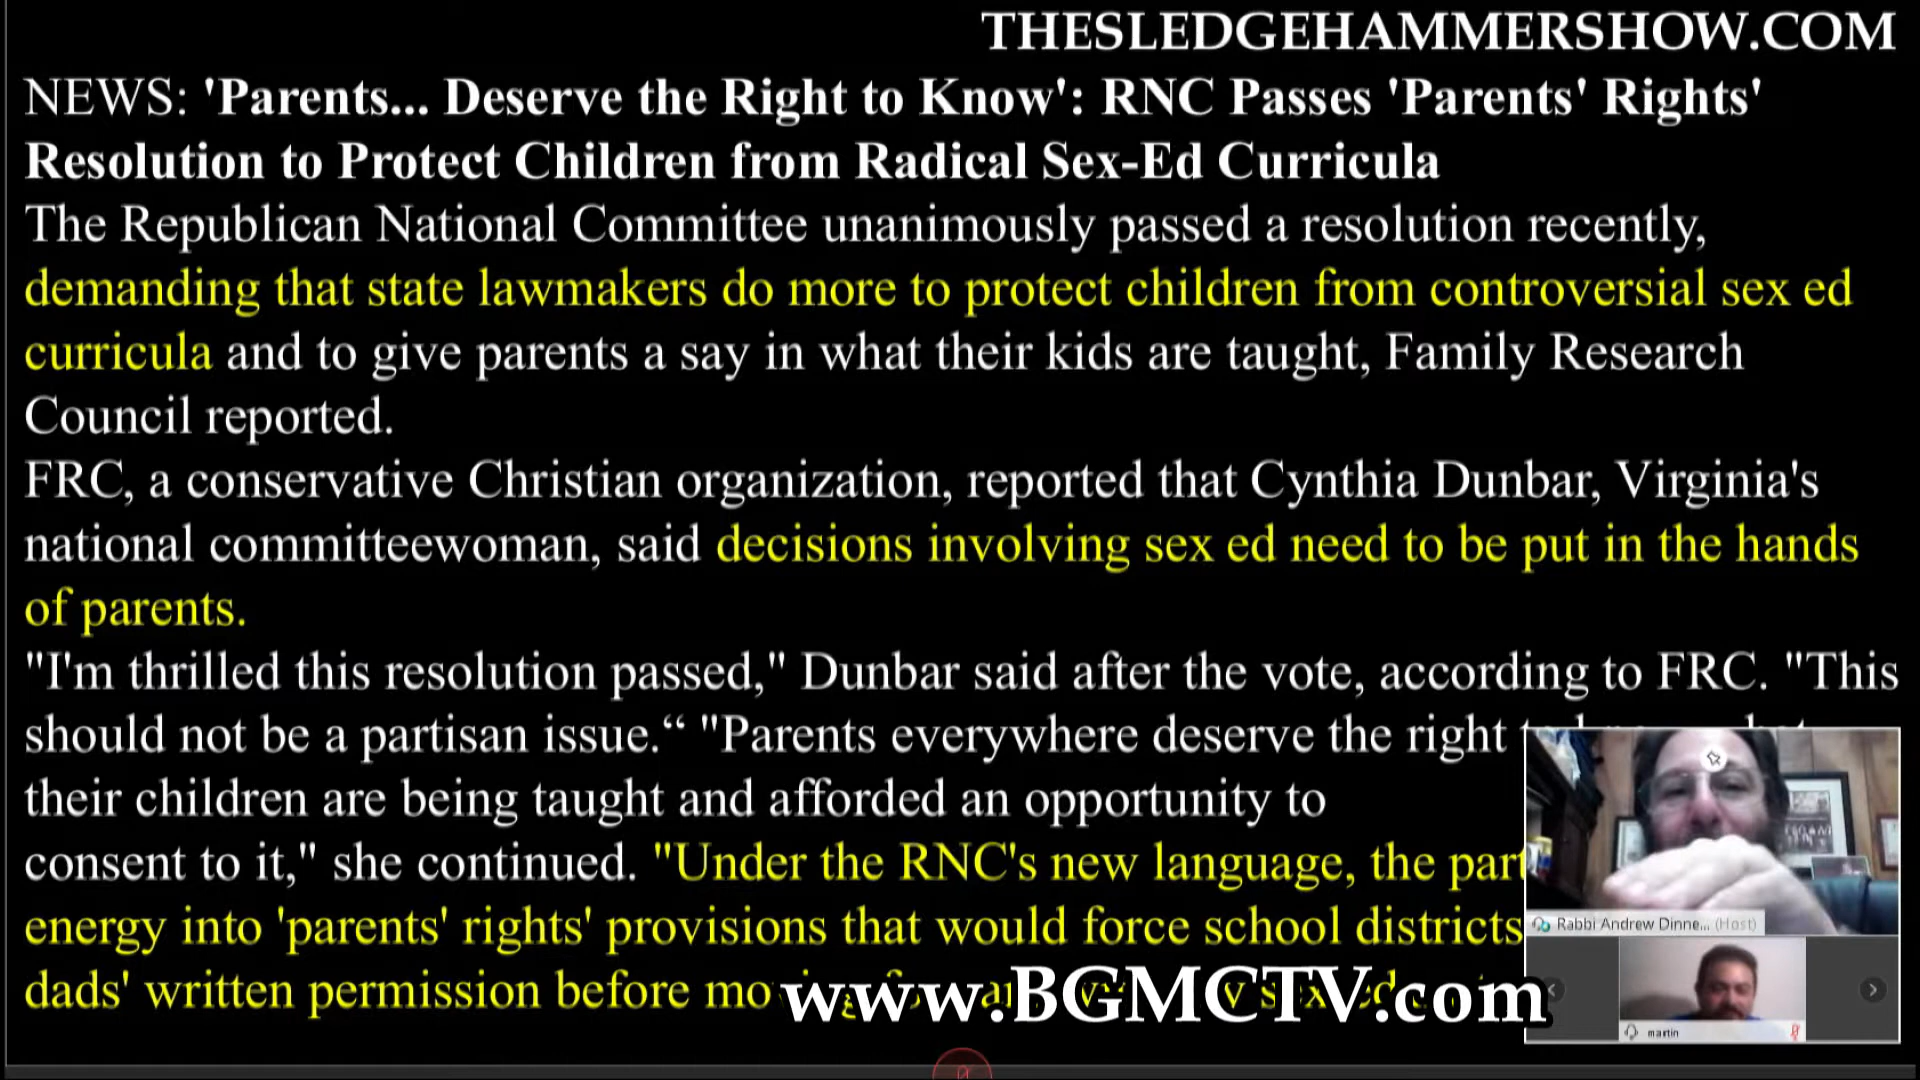 THESLEDGEHAMMERSHOW.COM
NEWS: 'Parents... Deserve the Right to Know': RNC Passes 'Parents' Rights'
Resolution to Protect Children from Radical Sex-Ed Curricula
The Republican National Committee unanimously passed a resolution recently,
demanding that state lawmakers do more to protect children from controversial sex ed
curricula and to give parents a say in what their kids are taught, Family Research
Council reported.
FRC, a conservative Christian organization, reported that Cynthia Dunbar, Virginia's
national committeewoman, said decisions involving sex ed need to be put in the hands
of parents.
"I'm thrilled this resolution passed," Dunbar said after the vote, according to FRC. "This
should not be a partisan issue.“ "Parents everywhere deserve the right
their children are being taught and afforded an opportunity to
consent to it," she continued. "Under the RNC's new language, the
energy into 'parents' rights' provisions that would force school districts
dads' written permission before
www.BGMCTV.com
Rabbi Andrew Dinne... (Host)
martin